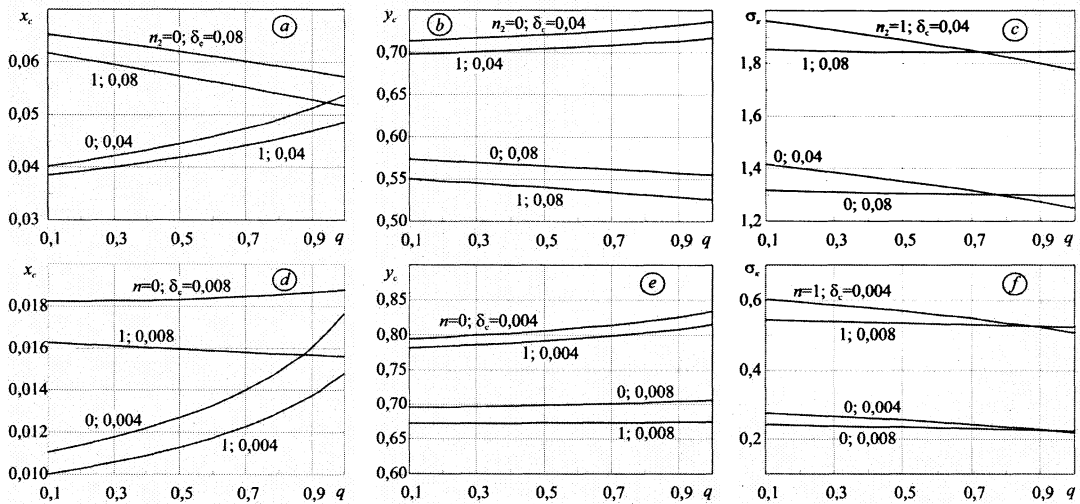 x_c
a
n₂=0; δ_c=0,08
1; 0,08
0; 0,04
1; 0,04
0,06
0,05
0,04
0,03
0,1 0,3 0,5 0,7 0,9 q
y_c
b
n₂=0; δ_c=0,04
1; 0,04
0; 0,08
1; 0,08
0,70
0,65
0,60
0,55
0,50
0,1 0,3 0,5 0,7 0,9 q
σ_к
c
n₂=1; δ_c=0,04
1; 0,08
0; 0,04
0; 0,08
1,8
1,6
1,4
1,2
0,1 0,3 0,5 0,7 0,9 q
x_c
d
n=0; δ_c=0,008
1; 0,008
0; 0,004
1; 0,004
0,018
0,016
0,014
0,012
0,010
0,1 0,3 0,5 0,7 0,9 q
y_c
e
n=0; δ_c=0,004
1; 0,004
0; 0,008
1; 0,008
0,85
0,80
0,75
0,70
0,65
0,60
0,1 0,3 0,5 0,7 0,9 q
σ_к
f
n=1; δ_c=0,004
1; 0,008
0; 0,004
0; 0,008
0,6
0,4
0,2
0,1 0,3 0,5 0,7 0,9 q